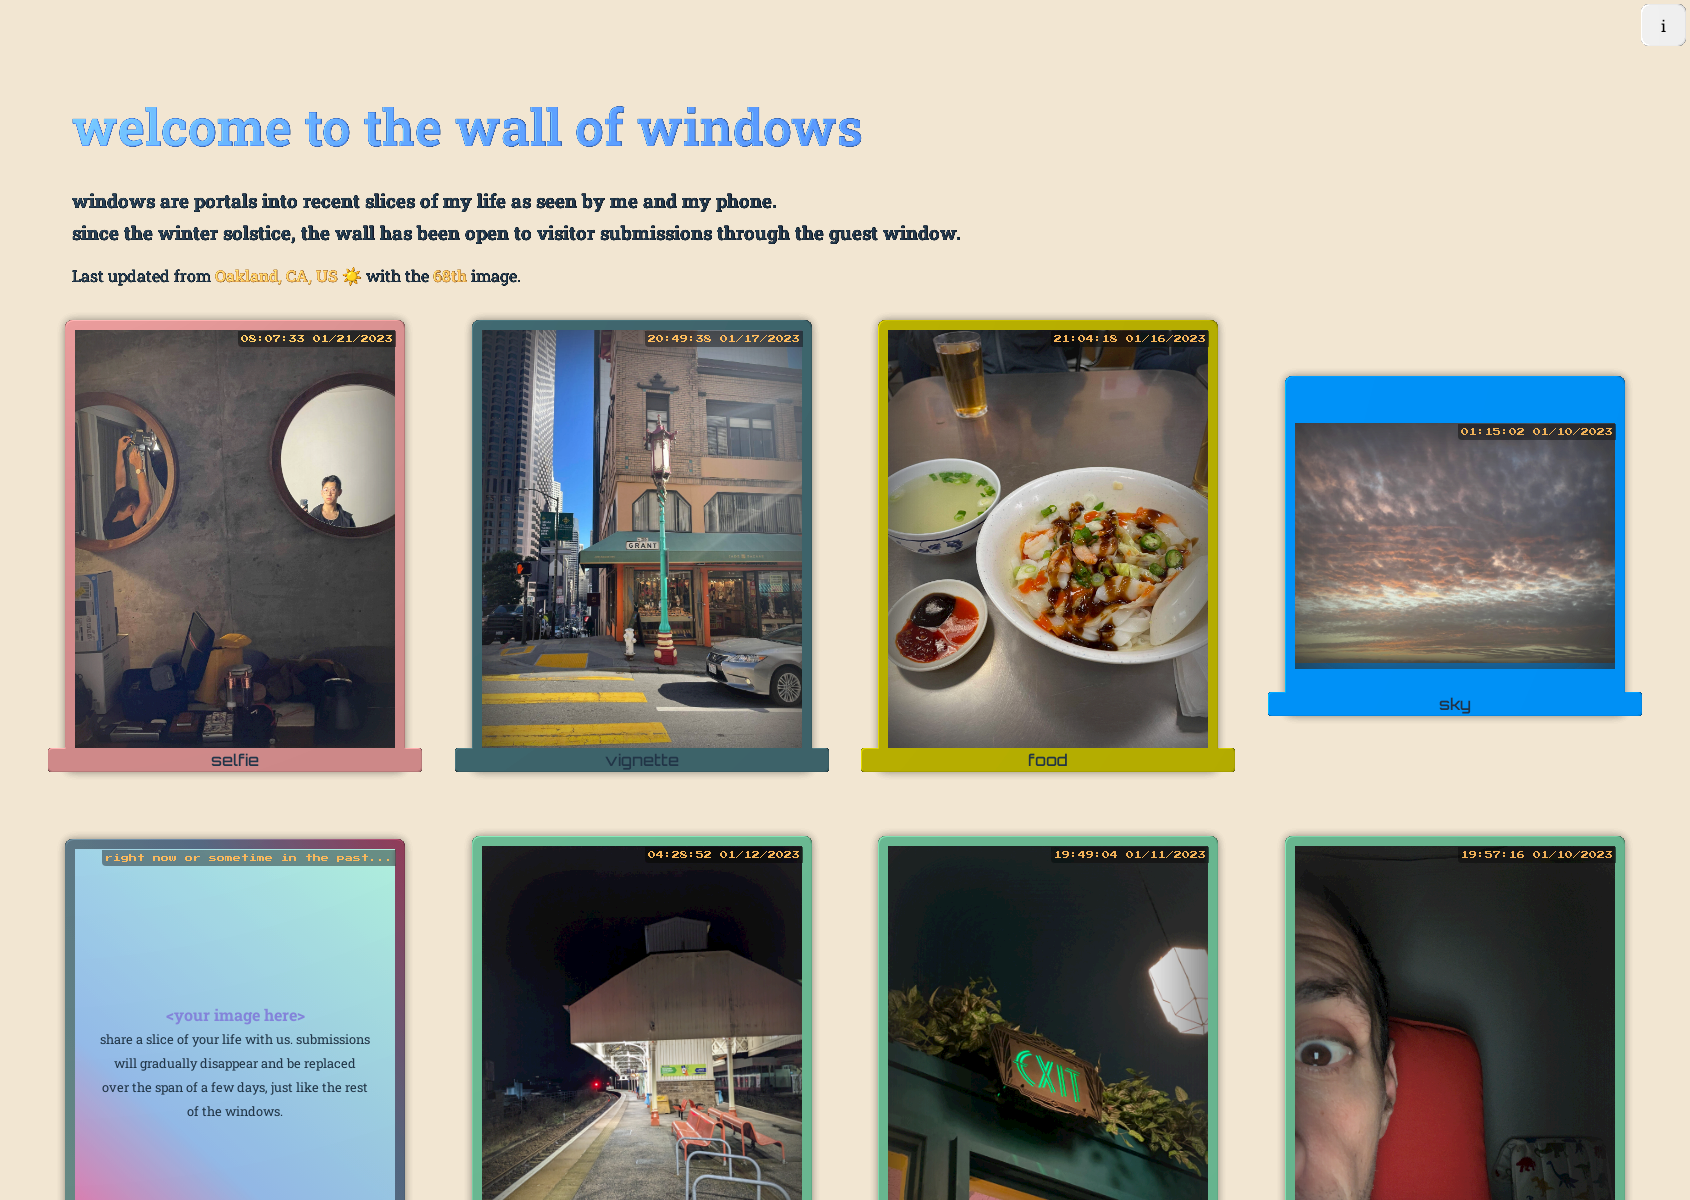 i
welcome to the wall of windows
windows are portals into recent slices of my life as seen by me and my phone.
since the winter solstice, the wall has been open to visitor submissions through the guest window.
Last updated from Oakland, CA, US ☀️ with the 68th image.
08:07:33 01/21/2023
selfie
20:49:38 01/17/2023
GRANT
vignette
21:04:18 01/16/2023
food
01:15:02 01/10/2023
sky
right now or sometime in the past...
<your image here>
share a slice of your life with us. submissions
will gradually disappear and be replaced
over the span of a few days, just like the rest
of the windows.
04:28:52 01/12/2023
19:49:04 01/11/2023
EXIT
19:57:16 01/10/2023